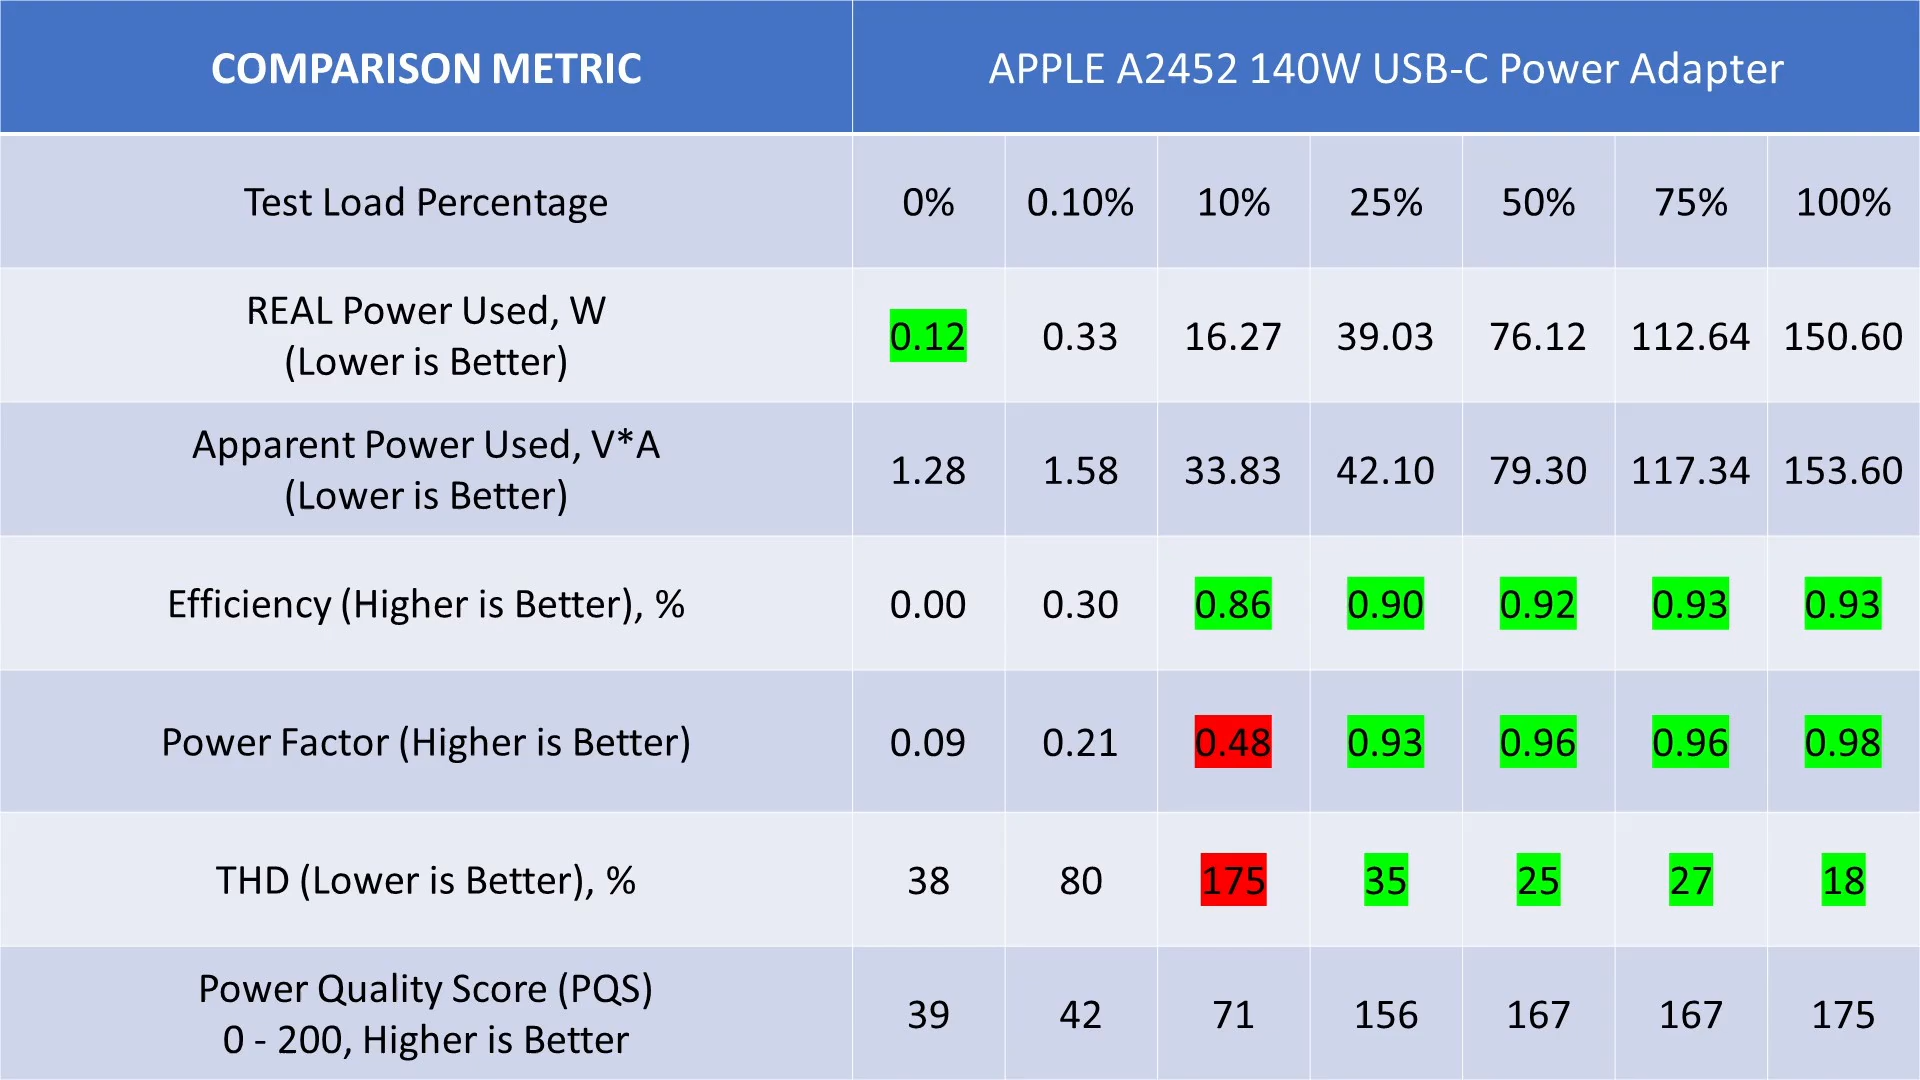 COMPARISON METRIC APPLE A2452 140W USB-C Power Adapter
Test Load Percentage 0% 0.10% 10% 25% 50% 75% 100%
REAL Power Used, W
(Lower is Better) 0.12 0.33 16.27 39.03 76.12 112.64 150.60
Apparent Power Used, V*A
(Lower is Better) 1.28 1.58 33.83 42.10 79.30 117.34 153.60
Efficiency (Higher is Better), % 0.00 0.30 0.86 0.90 0.92 0.93 0.93
Power Factor (Higher is Better) 0.09 0.21 0.48 0.93 0.96 0.96 0.98
THD (Lower is Better), % 38 80 175 35 25 27 18
Power Quality Score (PQS)
0 - 200, Higher is Better 39 42 71 156 167 167 175